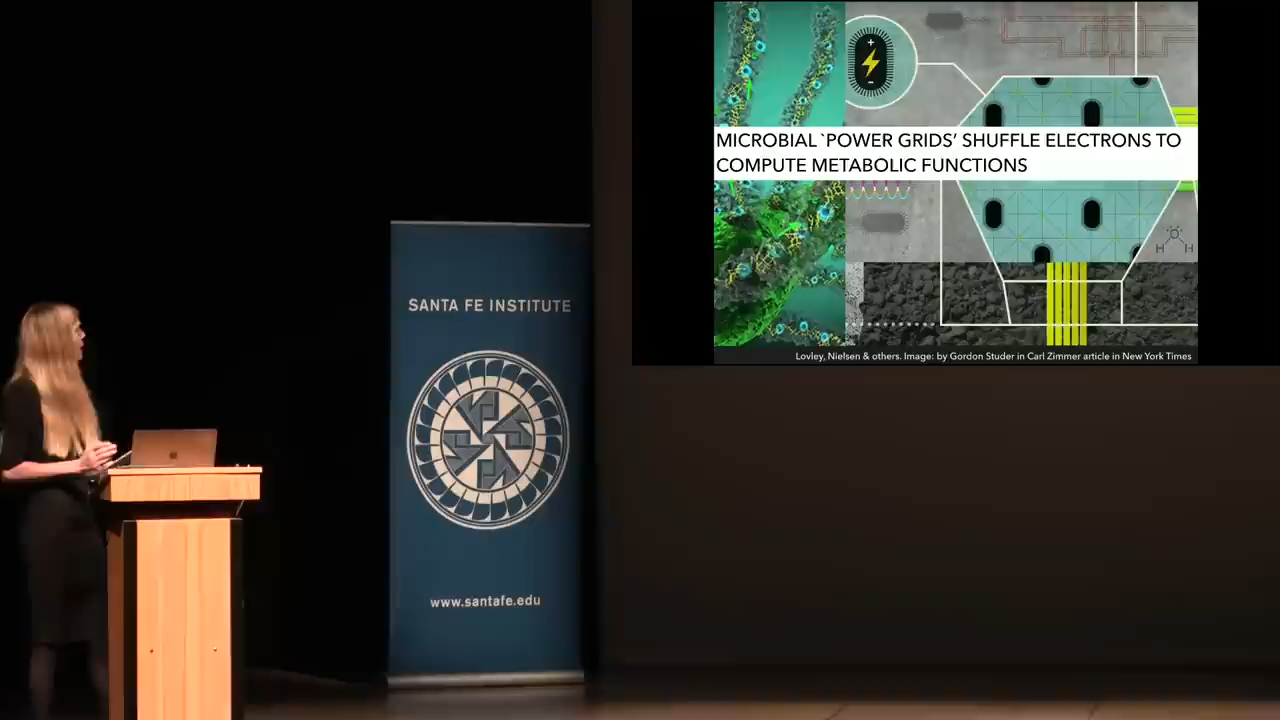 MICROBIAL `POWER GRIDS' SHUFFLE ELECTRONS TO
COMPUTE METABOLIC FUNCTIONS
H O H
Lovley, Nielsen & others. Image: by Gordon Studer in Carl Zimmer article in New York Times
SANTA FE INSTITUTE
www.santafe.edu